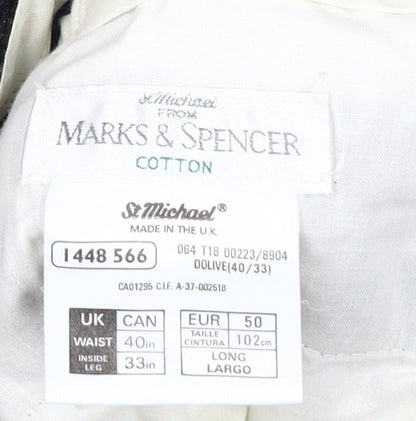 St Michael
FROM
MARKS & SPENCER
COTTON
St Michael®
MADE IN THE U.K.
1448 566
064 T18 00223/8904
DOLIVE(40/33)
CA01295 C.I.F. A-37-002618
UK CAN
WAIST 40in
INSIDE LEG 33in
EUR 50
TAILLE CINTURA 102cm
LONG
LARGO